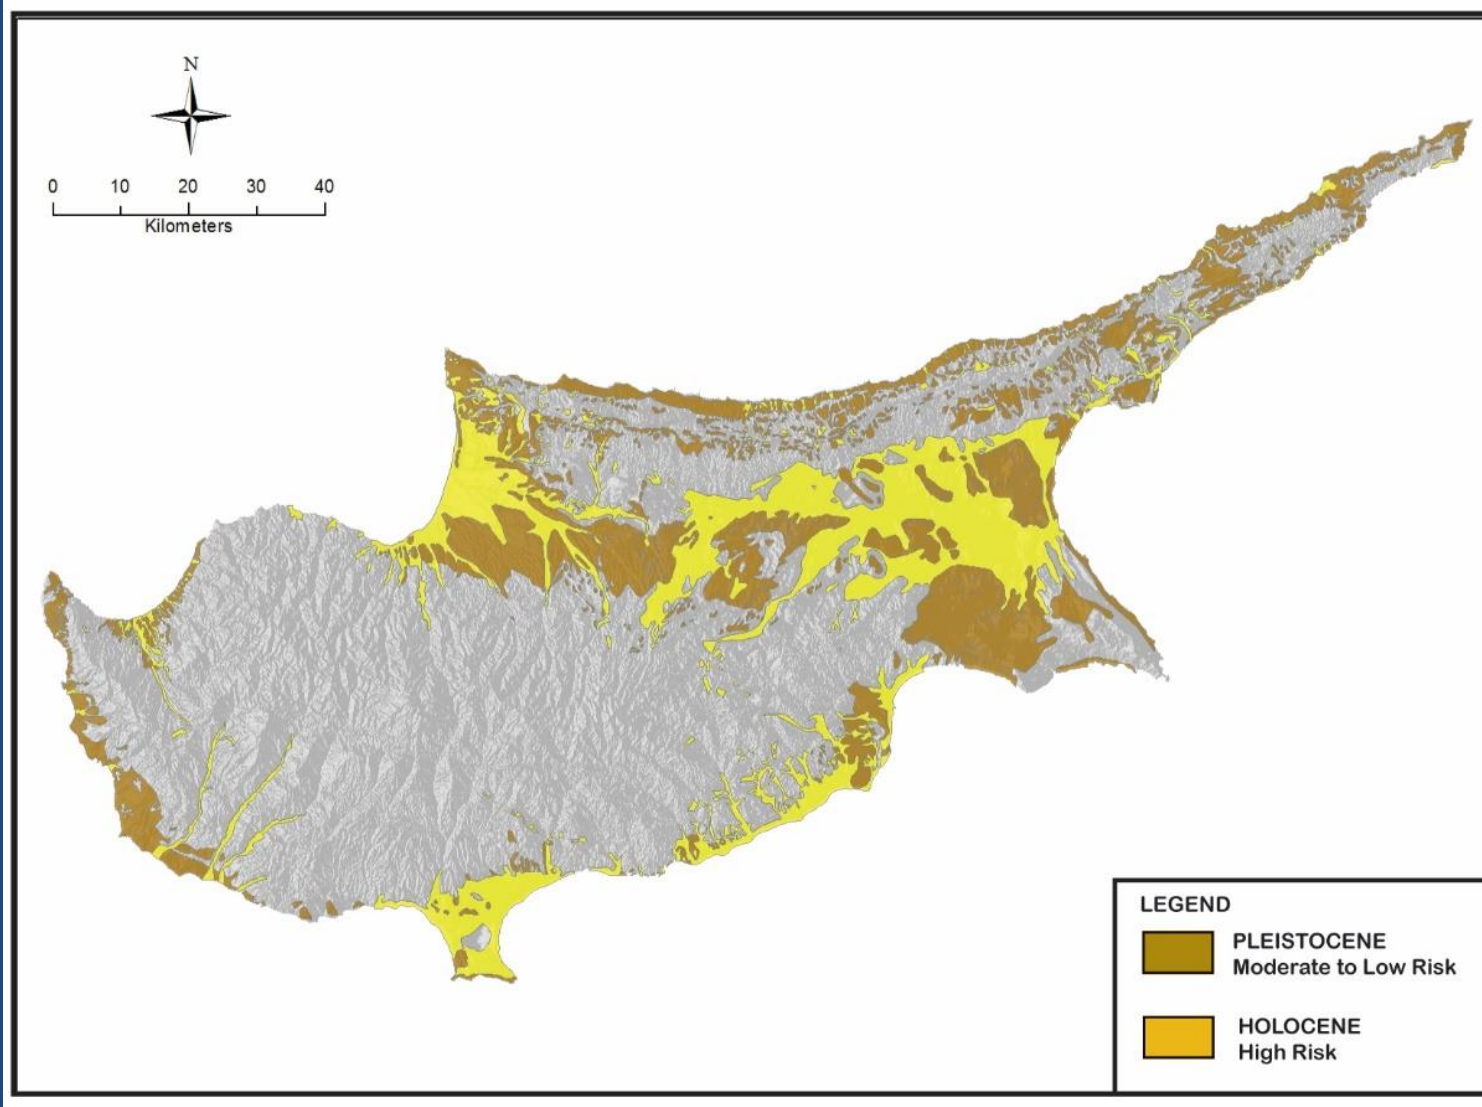 N
0 10 20 30 40
Kilometers
LEGEND
PLEISTOCENE
Moderate to Low Risk
HOLOCENE
High Risk